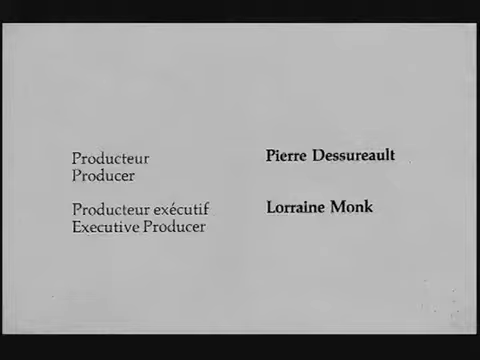 Producteur Pierre Dessureault
Producer
Producteur exécutif Lorraine Monk
Executive Producer